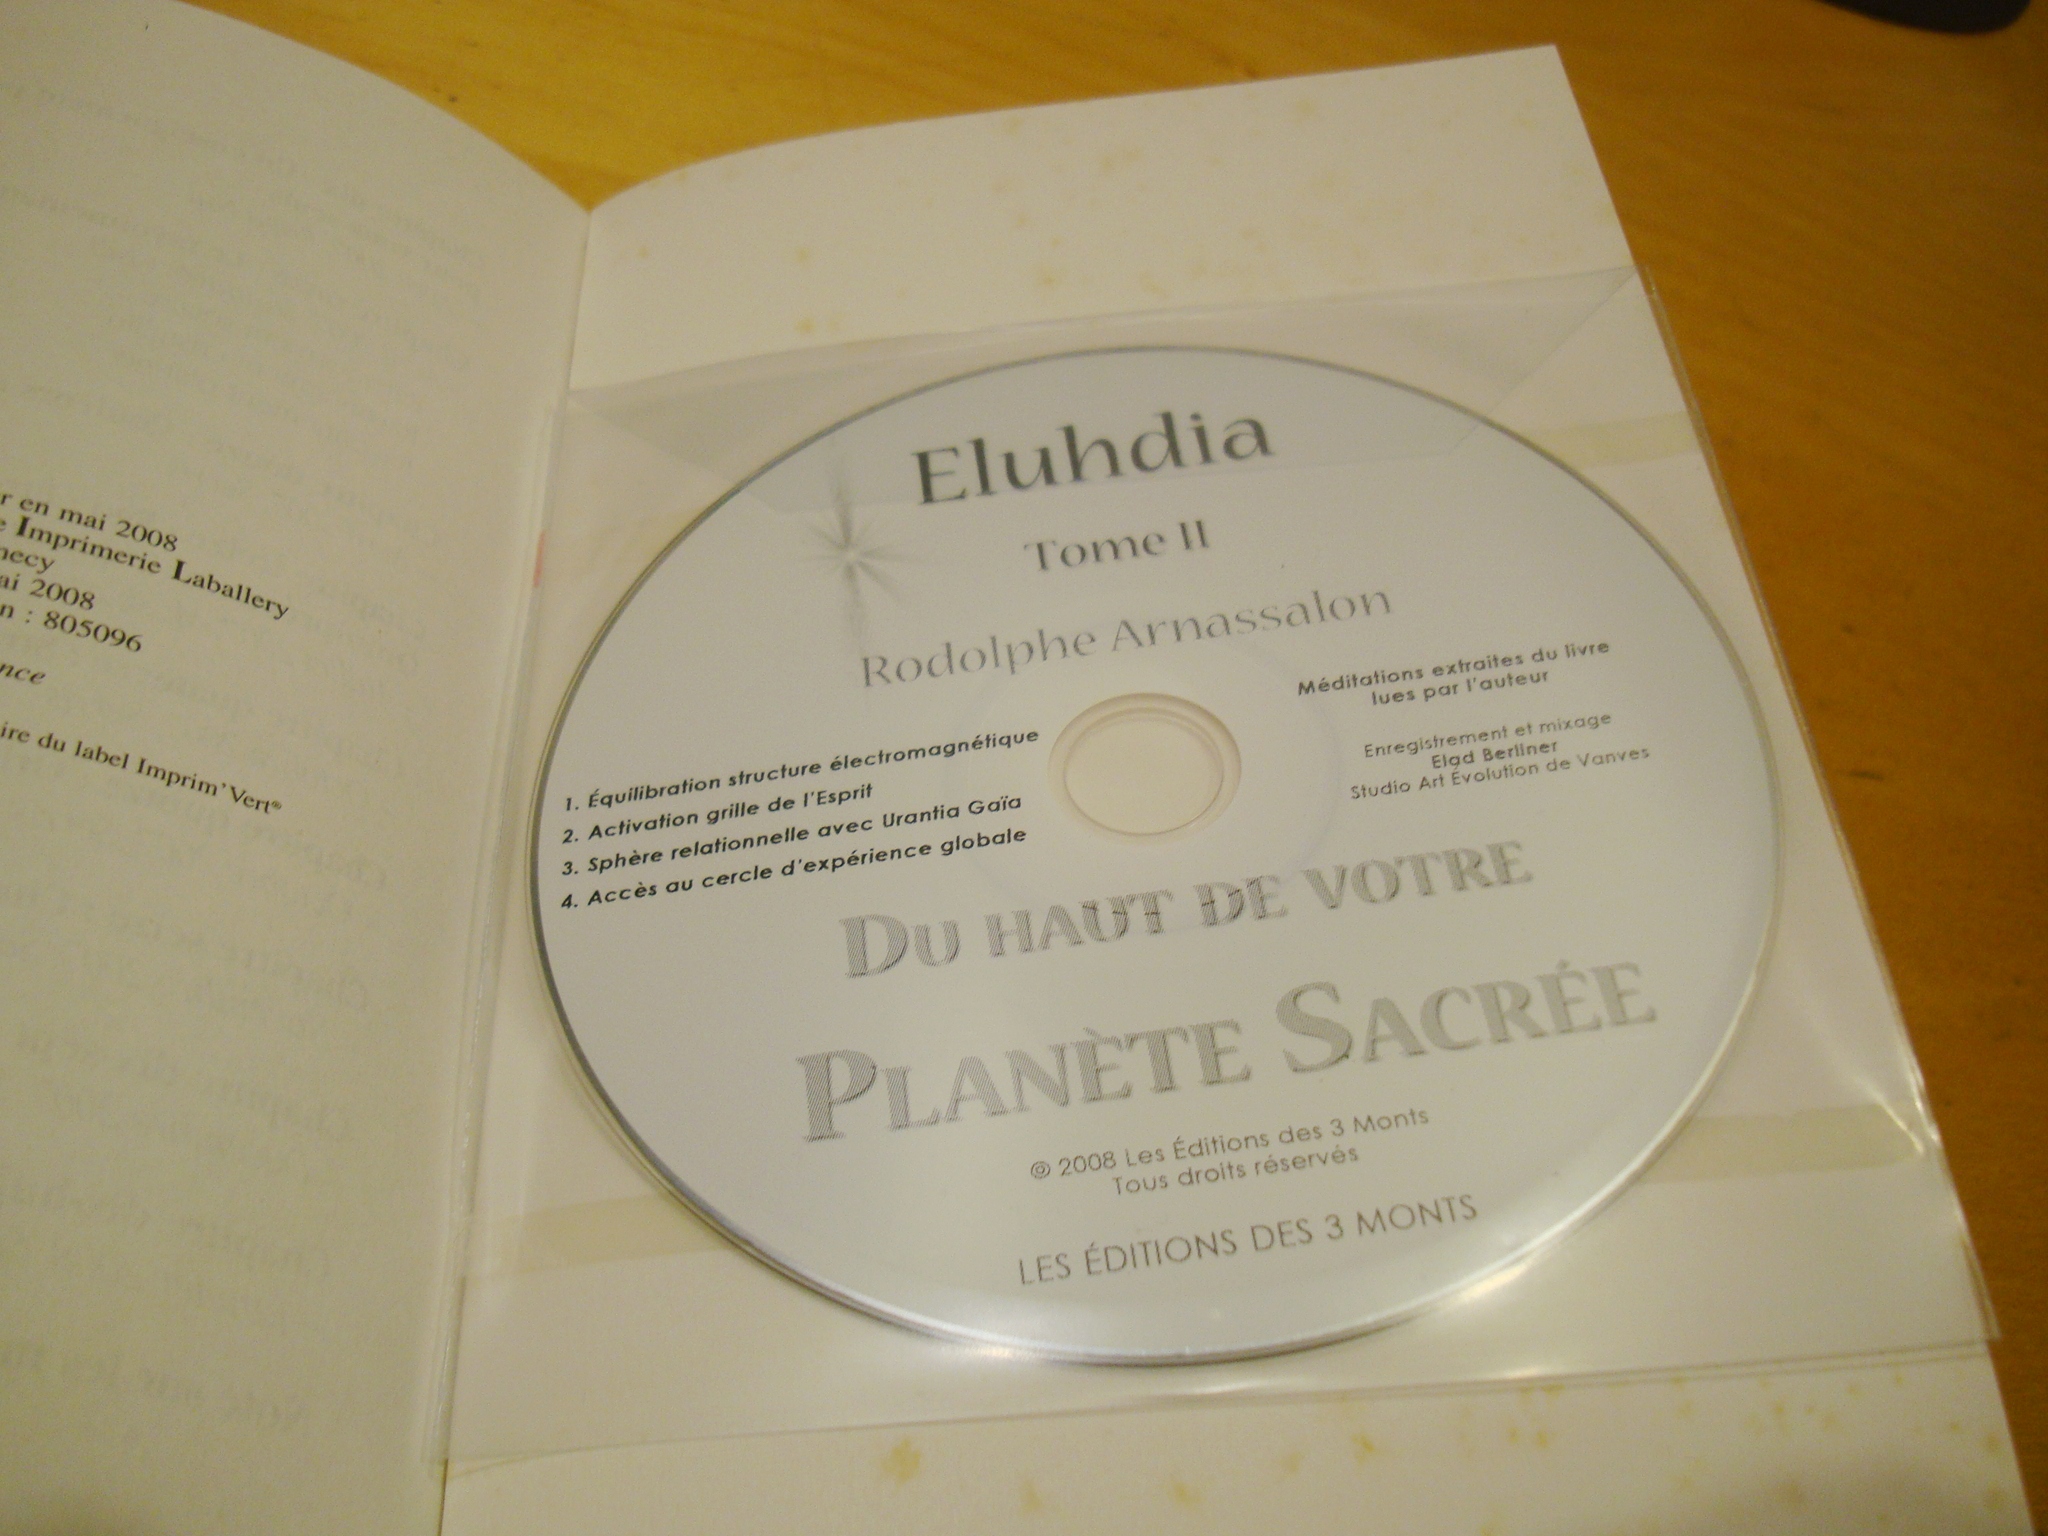 r en mai 2008
e Imprimerie Laballery
necy
ai 2008
n : 805096
nce
ire du label Imprim'Vert®
Eluhdia
Tome II
Rodolphe Arnassalon
Méditations extraites du livre
lues par l'auteur
Enregistrement et mixage
Elad Berliner
Studio Art Evolution de Vanves
1. Équilibration structure électromagnétique
2. Activation grille de l'Esprit
3. Sphère relationnelle avec Urantia Gaïa
4. Accès au cercle d'expérience globale
DU HAUT DE VOTRE
PLANÈTE SACRÉE
© 2008 Les Éditions des 3 Monts
Tous droits réservés
LES ÉDITIONS DES 3 MONTS